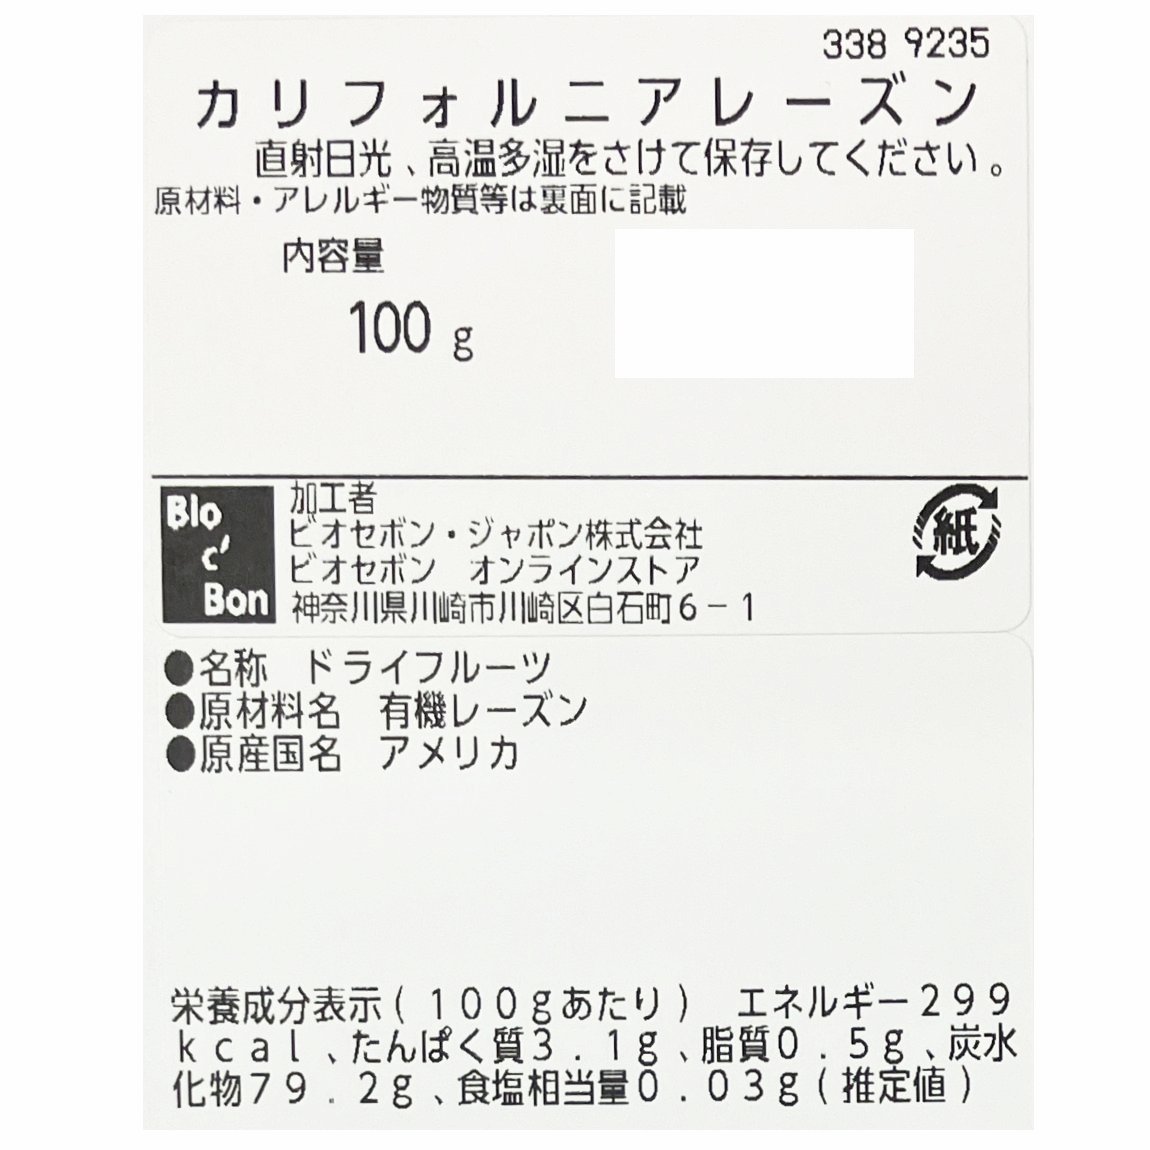 338 9235
カリフォルニアレーズン
直射日光、高温多湿をさけて保存してください。
原材料・アレルギー物質等は裏面に記載
内容量
100 g
Bio
c'
Bon
加工者
ビオセボン・ジャポン株式会社
ビオセボン　オンラインストア
神奈川県川崎市川崎区白石町6－1
紙
●名称　ドライフルーツ
●原材料名　有機レーズン
●原産国名　アメリカ
栄養成分表示(100gあたり)　エネルギー299
kcal、たんぱく質3.1g、脂質0.5g、炭水
化物79.2g、食塩相当量0.03g(推定値)